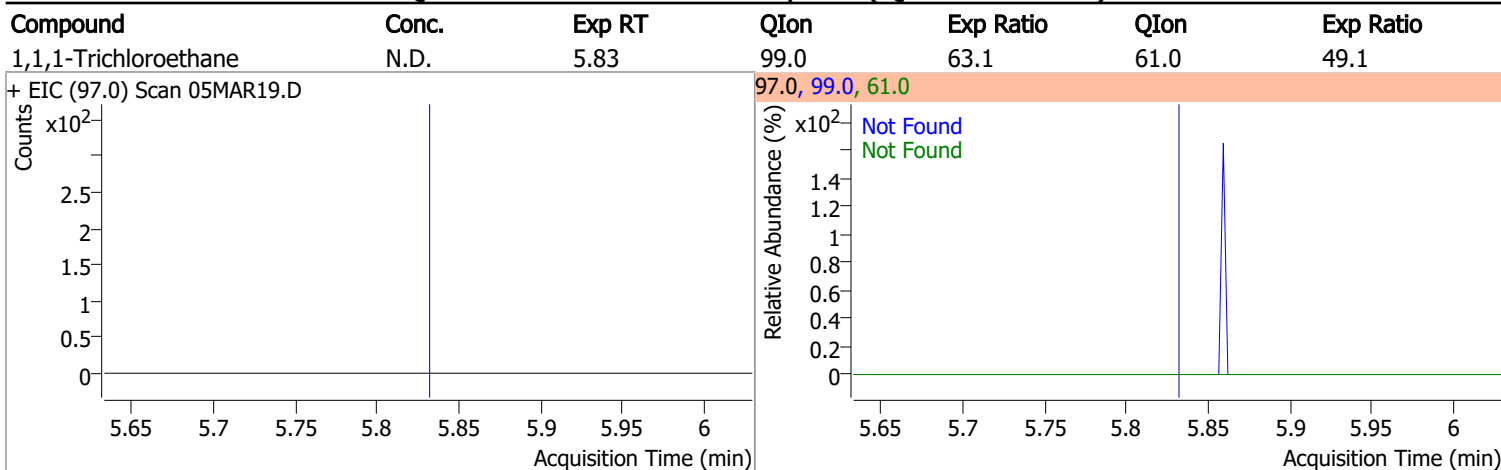 Compound Conc. Exp RT QIon Exp Ratio QIon Exp Ratio
1,1,1-Trichloroethane N.D. 5.83 99.0 63.1 61.0 49.1
+ EIC (97.0) Scan 05MAR19.D
Counts
x10²
2.5
2
1.5
1
0.5
0
5.65 5.7 5.75 5.8 5.85 5.9 5.95 6
Acquisition Time (min)
97.0, 99.0, 61.0
Relative Abundance (%)
x10²
Not Found
Not Found
1.4
1.2
1
0.8
0.6
0.4
0.2
0
5.65 5.7 5.75 5.8 5.85 5.9 5.95 6
Acquisition Time (min)